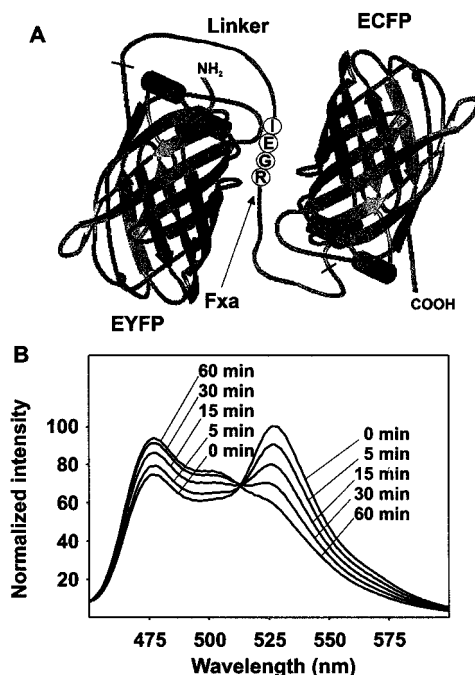 A
Linker
ECFP
NH2
I
E
G
R
Fxa
EYFP
COOH
B
Normalized intensity
100
80
60
40
20
60 min
30 min
15 min
5 min
0 min
0 min
5 min
15 min
30 min
60 min
475 500 525 550 575
Wavelength (nm)